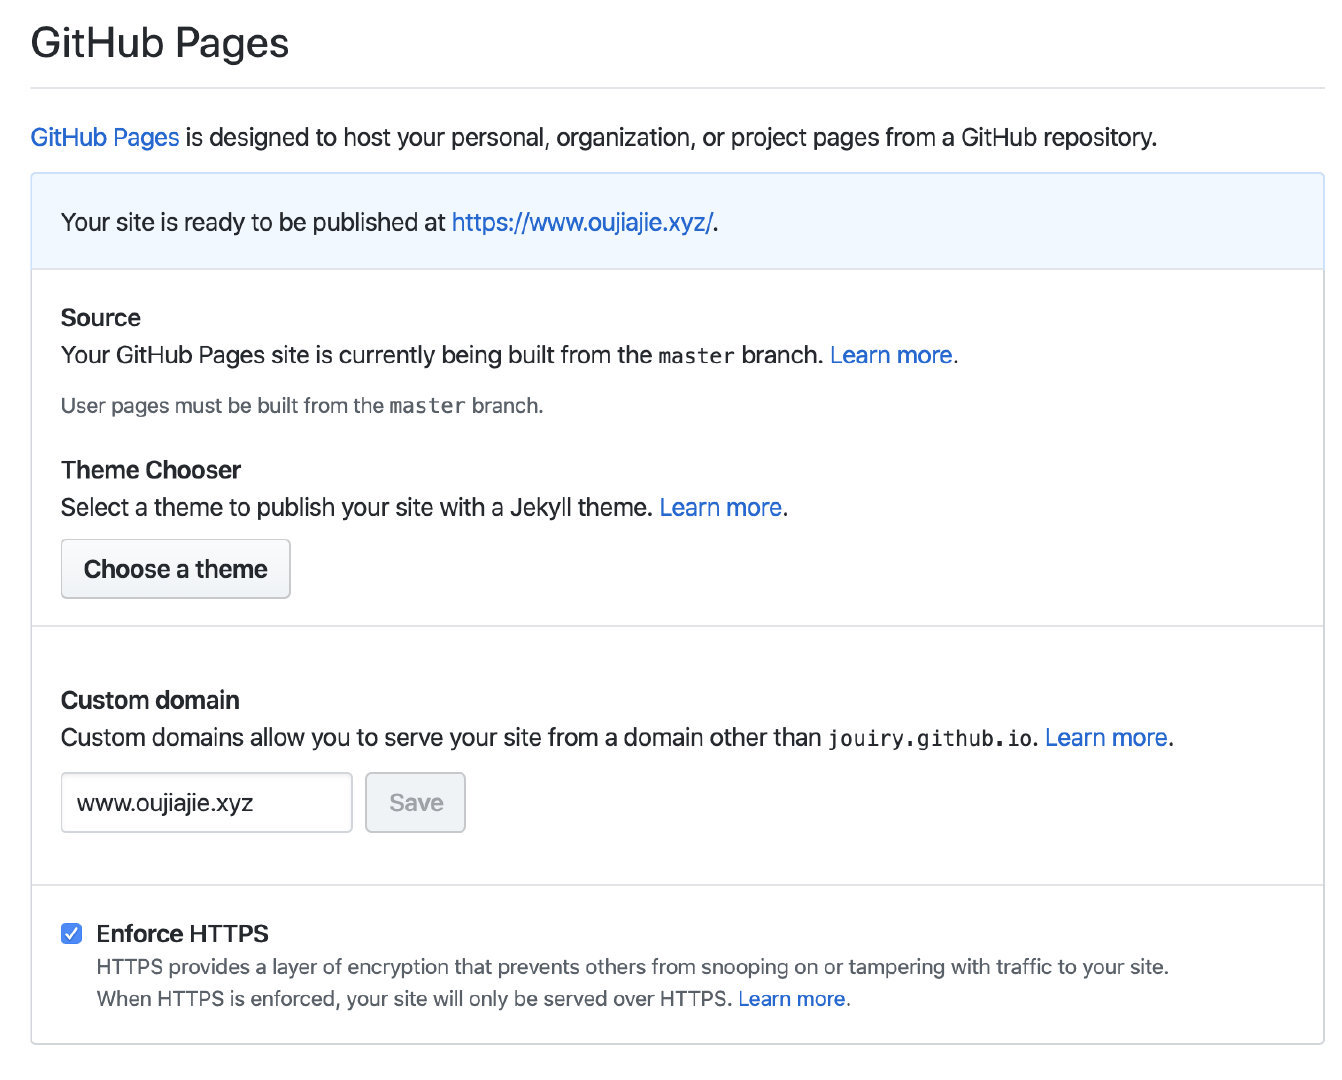 GitHub Pages
GitHub Pages is designed to host your personal, organization, or project pages from a GitHub repository.
Your site is ready to be published at https://www.oujiajie.xyz/.
Source
Your GitHub Pages site is currently being built from the master branch. Learn more.
User pages must be built from the master branch.
Theme Chooser
Select a theme to publish your site with a Jekyll theme. Learn more.
Choose a theme
Custom domain
Custom domains allow you to serve your site from a domain other than jouiry.github.io. Learn more.
www.oujiajie.xyz Save
Enforce HTTPS
HTTPS provides a layer of encryption that prevents others from snooping on or tampering with traffic to your site.
When HTTPS is enforced, your site will only be served over HTTPS. Learn more.